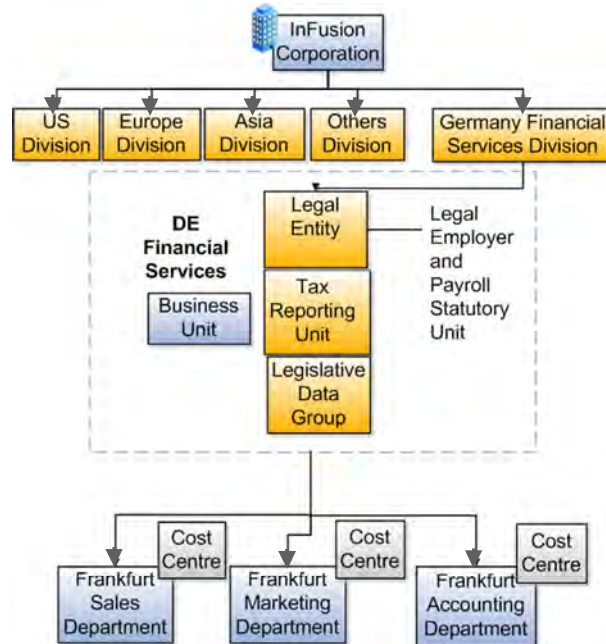 InFusion
Corporation
US
Division
Europe
Division
Asia
Division
Others
Division
Germany Financial
Services Division
DE
Financial
Services
Business
Unit
Legal
Entity
Tax
Reporting
Unit
Legislative
Data
Group
Legal
Employer
and
Payroll
Statutory
Unit
Cost
Centre
Frankfurt
Sales
Department
Cost
Centre
Frankfurt
Marketing
Department
Cost
Centre
Frankfurt
Accounting
Department